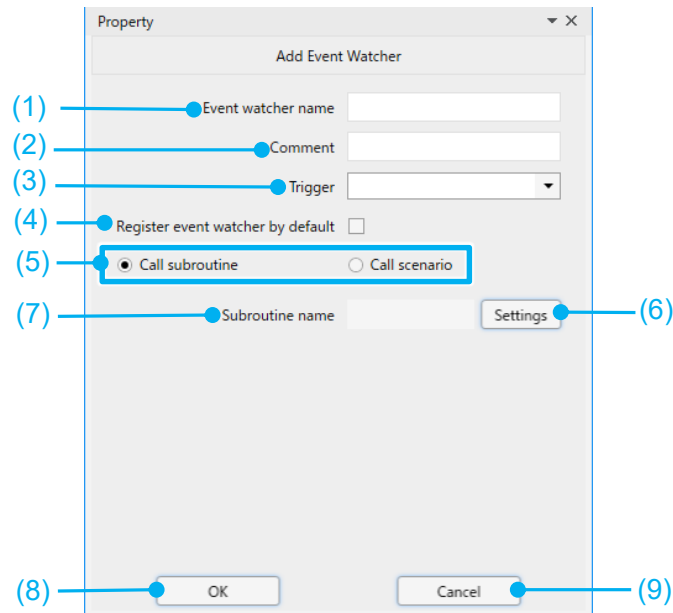 Property
Add Event Watcher
(1) Event watcher name
(2) Comment
(3) Trigger
(4) Register event watcher by default
(5) Call subroutine Call scenario
(7) Subroutine name Settings (6)
(8) OK Cancel (9)